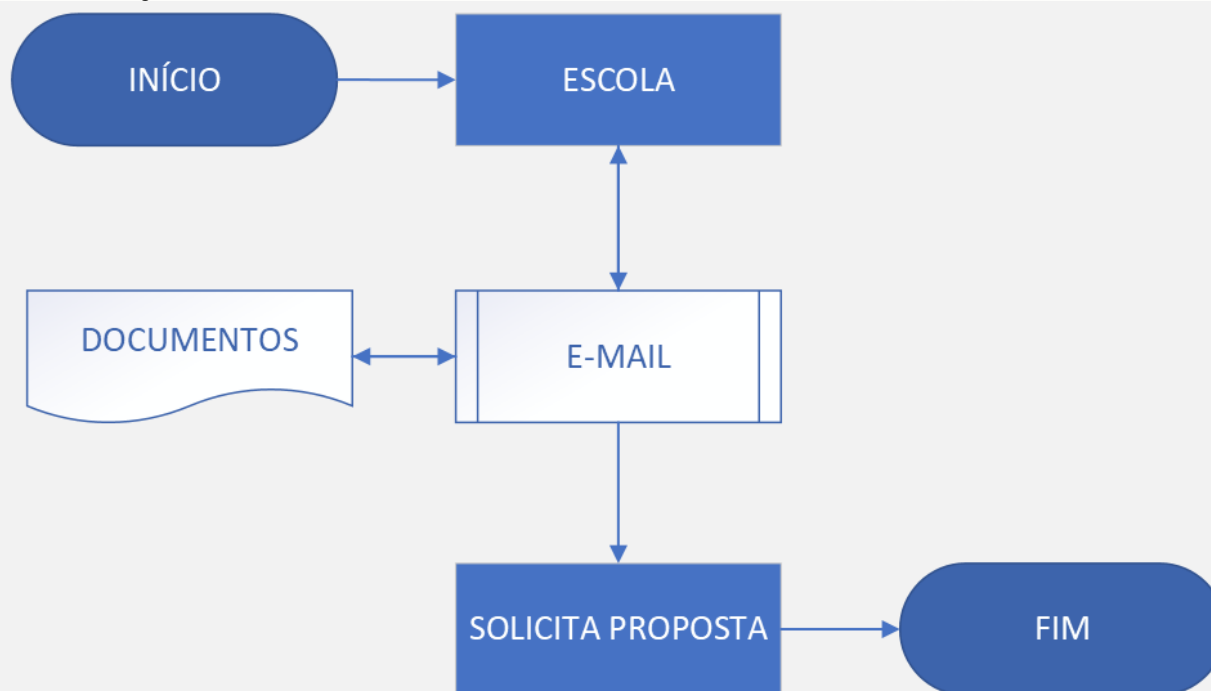 INÍCIO
ESCOLA
DOCUMENTOS
E-MAIL
SOLICITA PROPOSTA
FIM